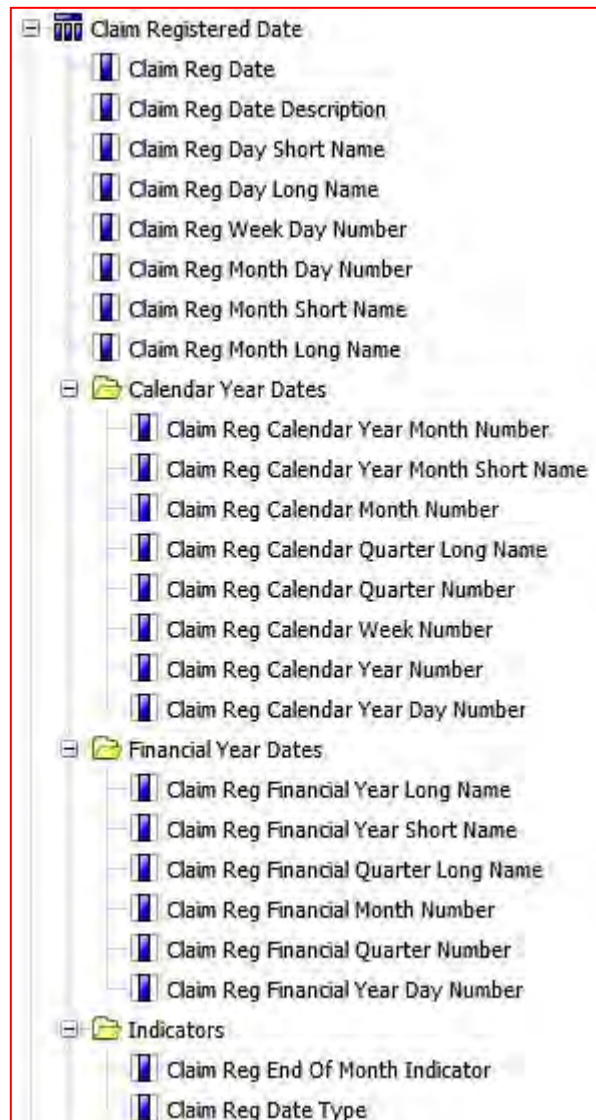 Claim Registered Date
Claim Reg Date
Claim Reg Date Description
Claim Reg Day Short Name
Claim Reg Day Long Name
Claim Reg Week Day Number
Claim Reg Month Day Number
Claim Reg Month Short Name
Claim Reg Month Long Name
Calendar Year Dates
Claim Reg Calendar Year Month Number
Claim Reg Calendar Year Month Short Name
Claim Reg Calendar Month Number
Claim Reg Calendar Quarter Long Name
Claim Reg Calendar Quarter Number
Claim Reg Calendar Week Number
Claim Reg Calendar Year Number
Claim Reg Calendar Year Day Number
Financial Year Dates
Claim Reg Financial Year Long Name
Claim Reg Financial Year Short Name
Claim Reg Financial Quarter Long Name
Claim Reg Financial Month Number
Claim Reg Financial Quarter Number
Claim Reg Financial Year Day Number
Indicators
Claim Reg End Of Month Indicator
Claim Reg Date Type